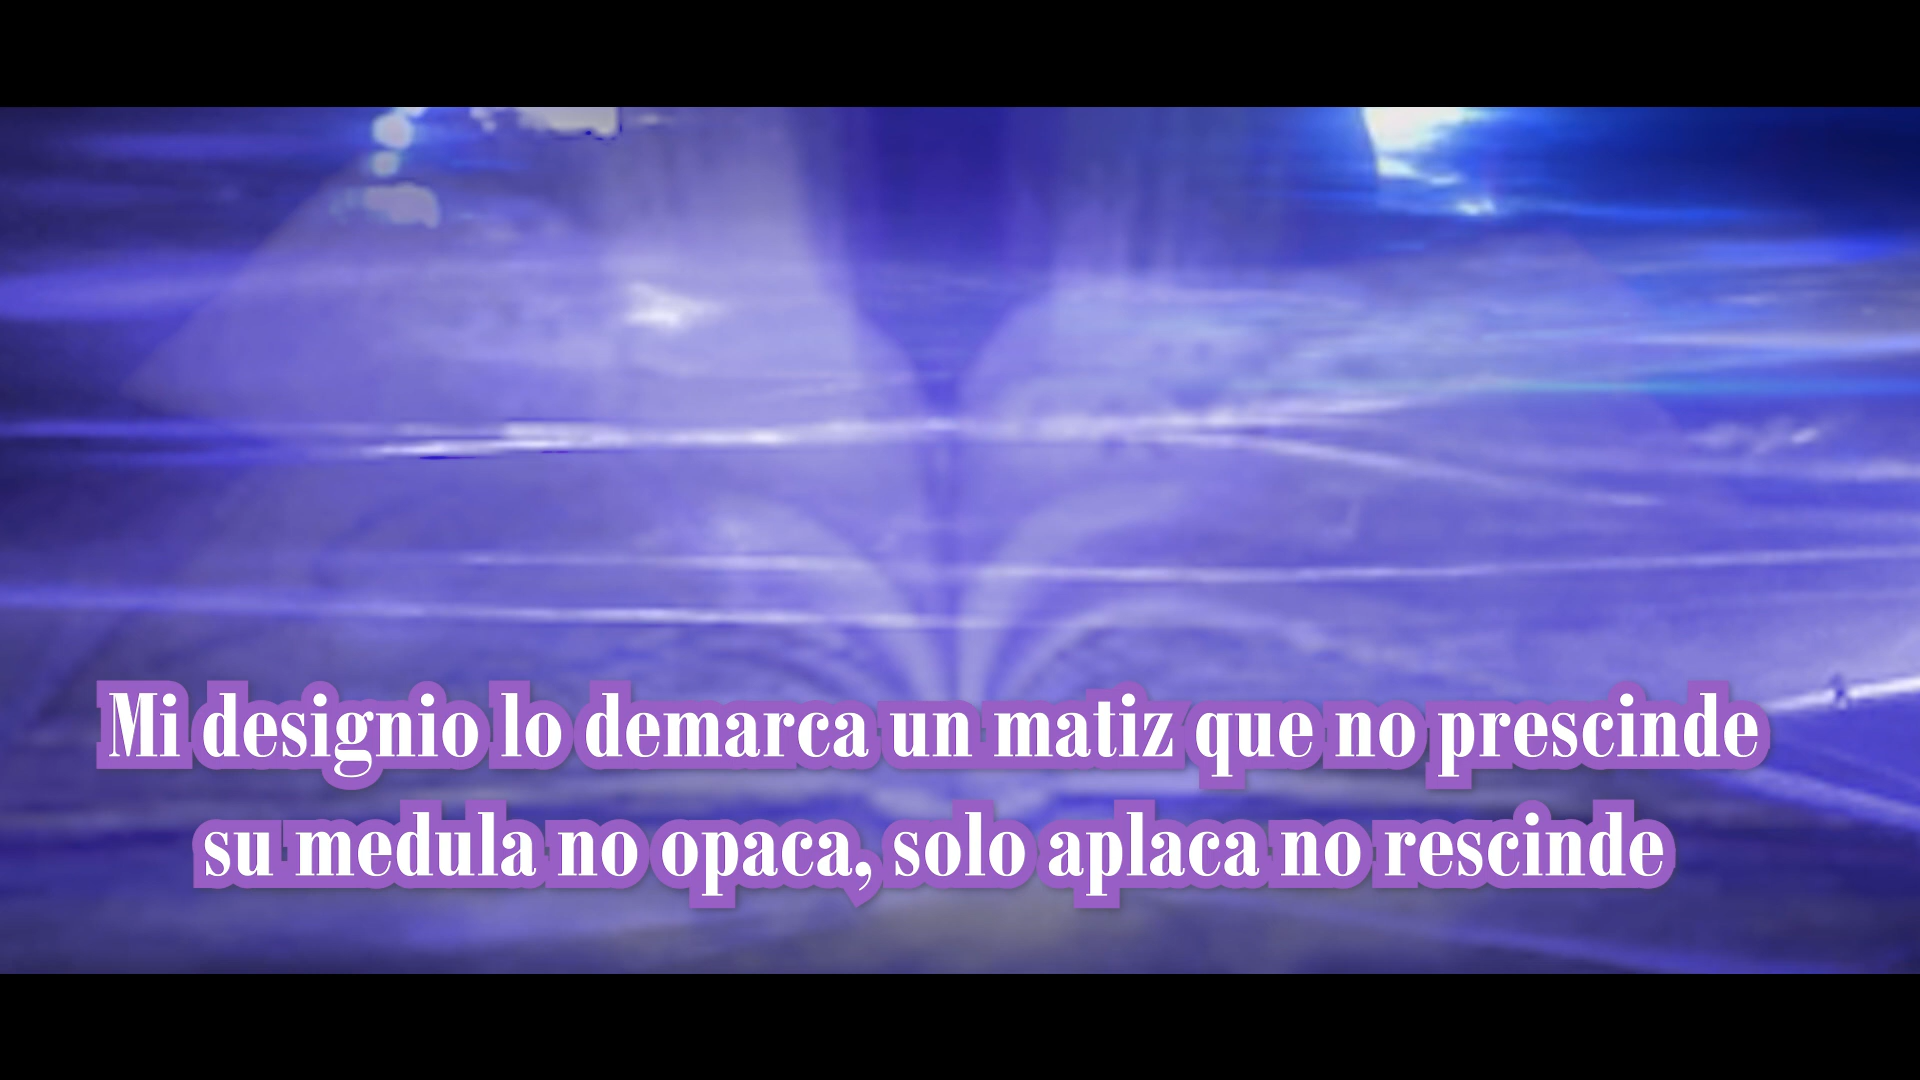 Mi designio lo demarca un matiz que no prescinde
su medula no opaca, solo aplaca no rescinde